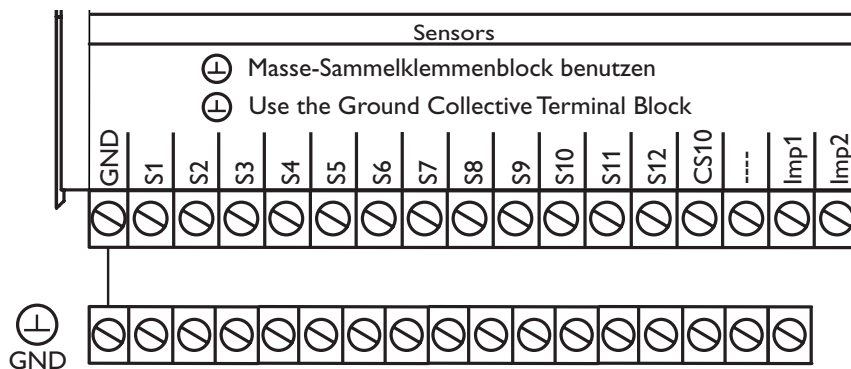 Sensors
Masse-Sammelklemmenblock benutzen
Use the Ground Collective Terminal Block
GND S1 S2 S3 S4 S5 S6 S7 S8 S9 S10 S11 S12 CS10 ---- Imp1 Imp2
GND